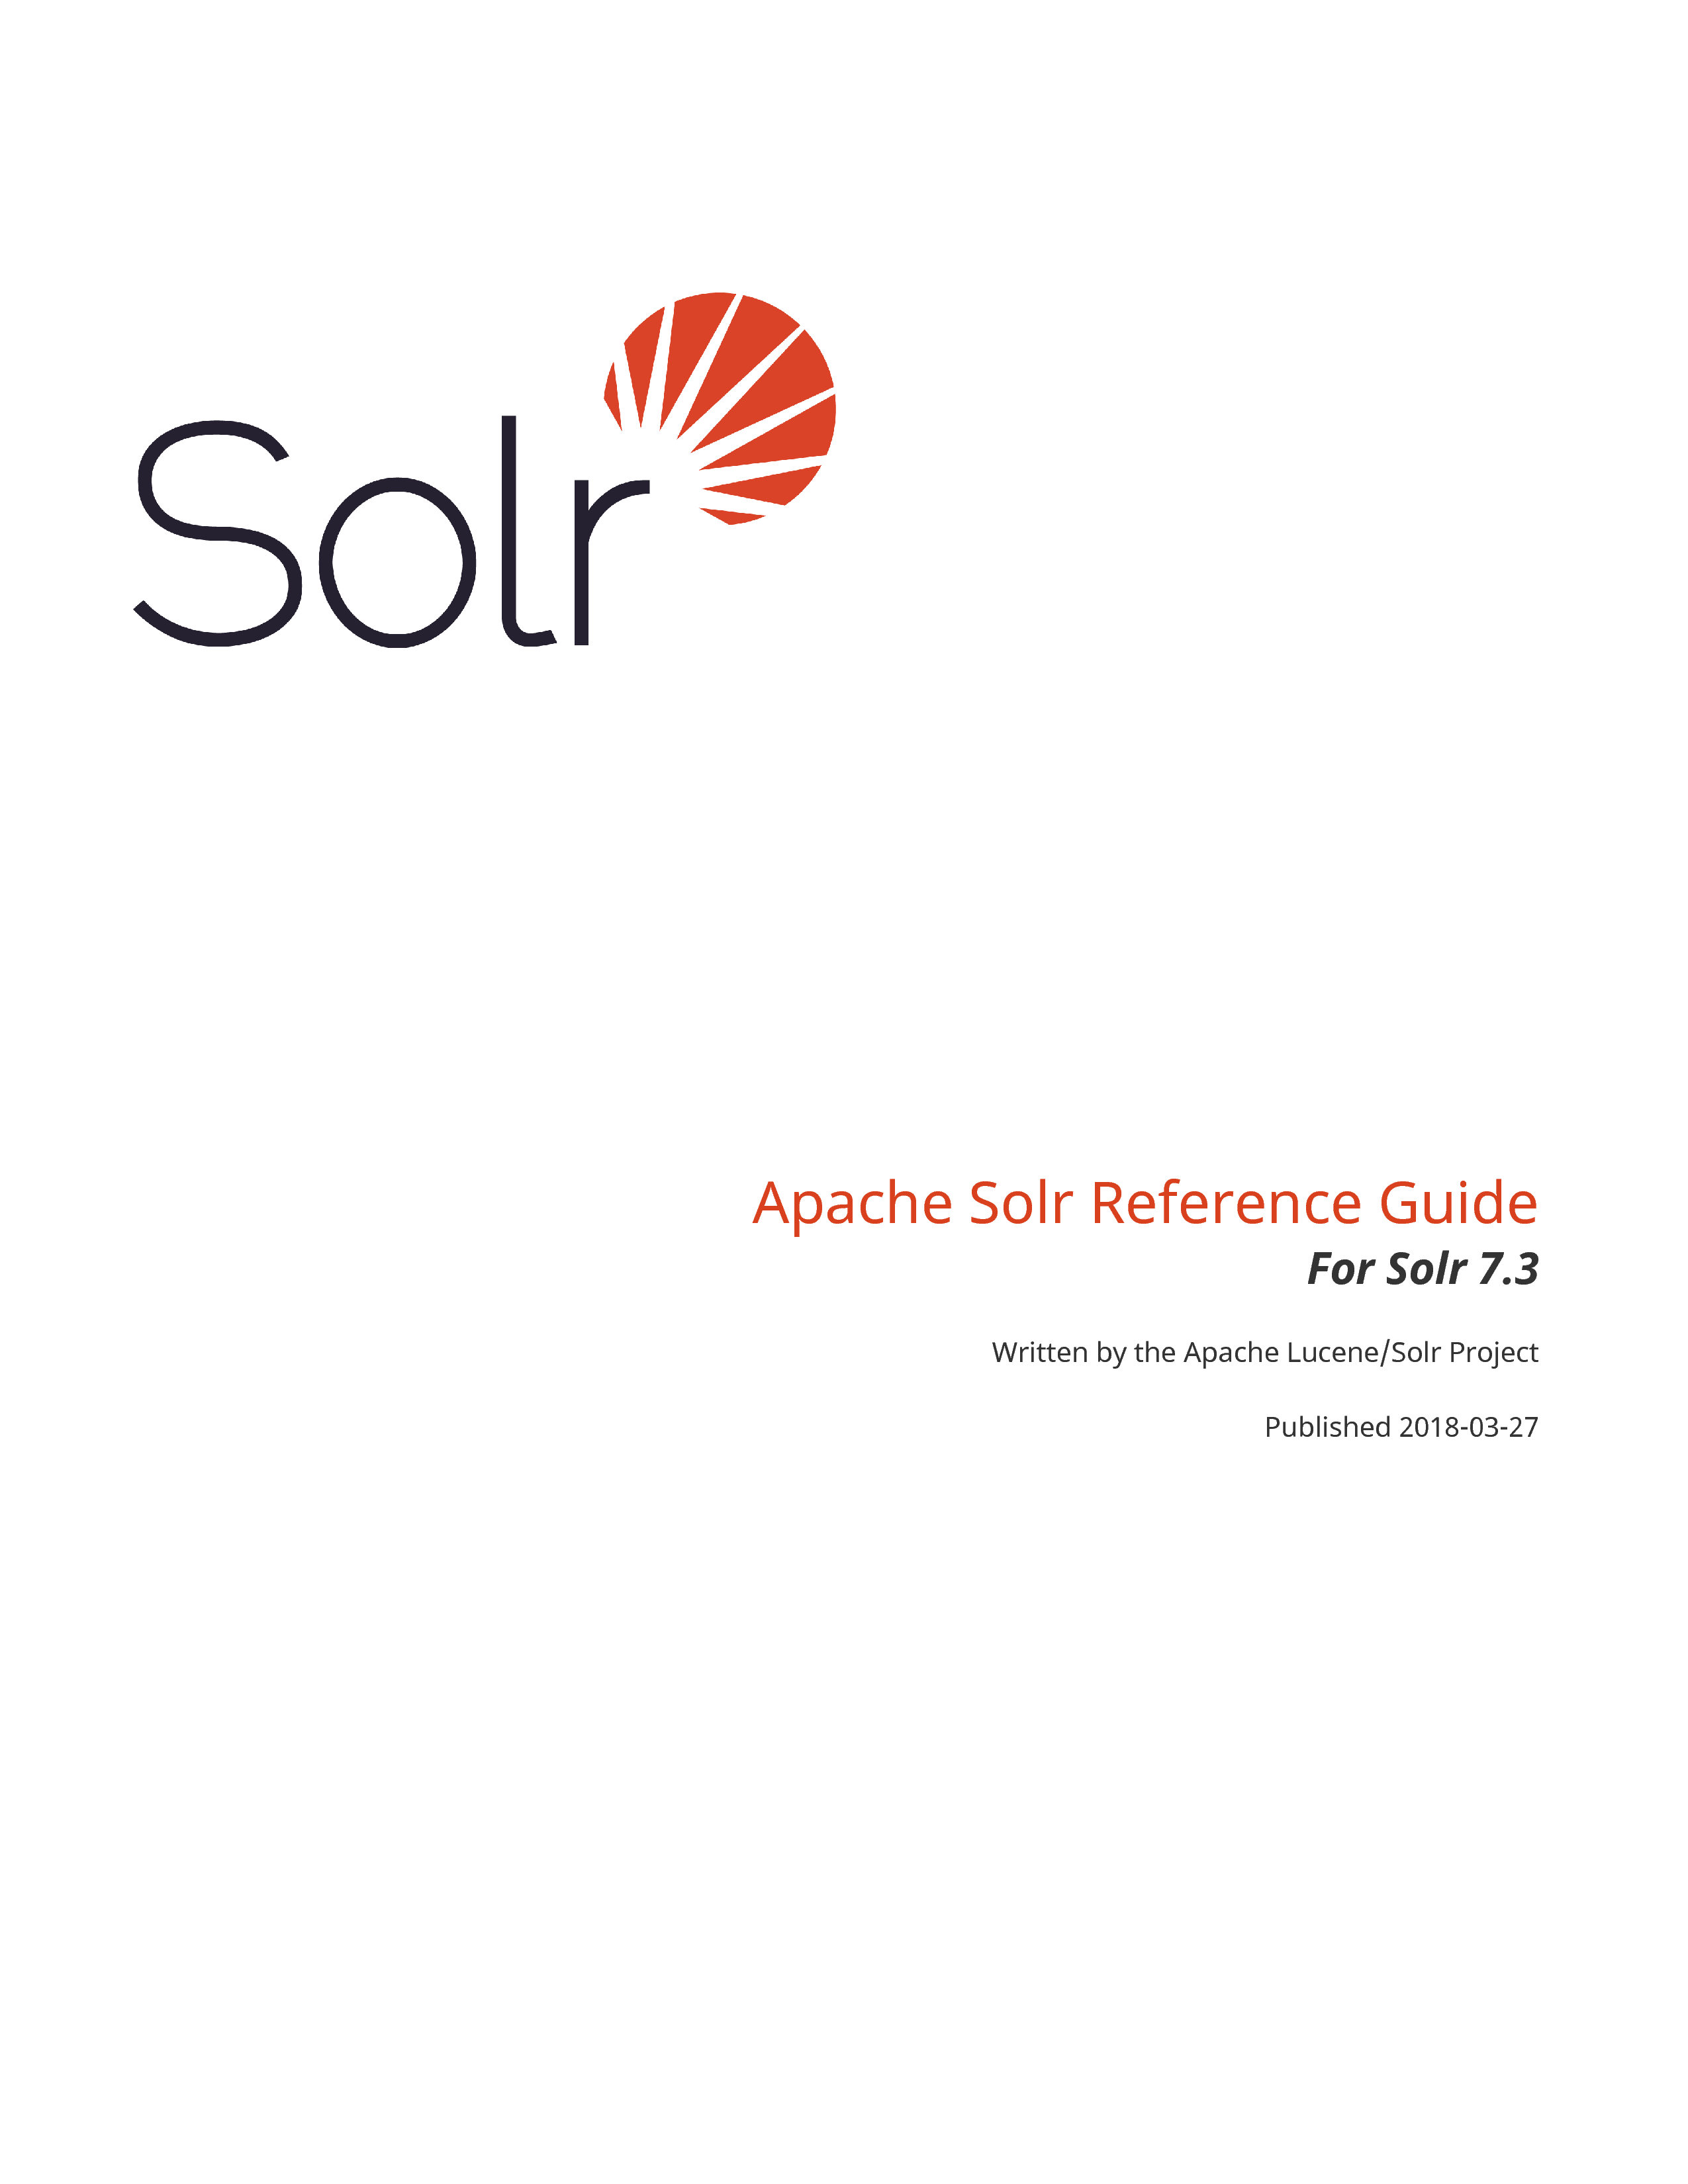 Solr
Apache Solr Reference Guide
For Solr 7.3
Written by the Apache Lucene/Solr Project
Published 2018-03-27